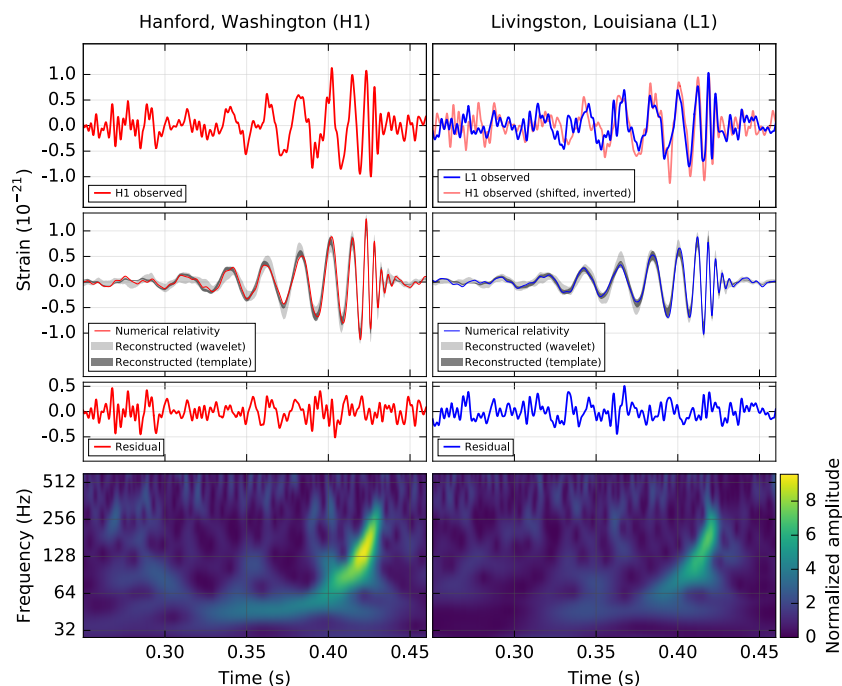 Hanford, Washington (H1)
Livingston, Louisiana (L1)
Strain (10⁻²¹)
1.0
0.5
0.0
-0.5
-1.0
H1 observed
L1 observed
H1 observed (shifted, inverted)
1.0
0.5
0.0
-0.5
-1.0
Numerical relativity
Reconstructed (wavelet)
Reconstructed (template)
Numerical relativity
Reconstructed (wavelet)
Reconstructed (template)
0.5
0.0
-0.5
Residual
Residual
Frequency (Hz)
512
256
128
64
32
0.30
0.35
0.40
0.45
Time (s)
0.30
0.35
0.40
0.45
Time (s)
8
6
4
2
0
Normalized amplitude